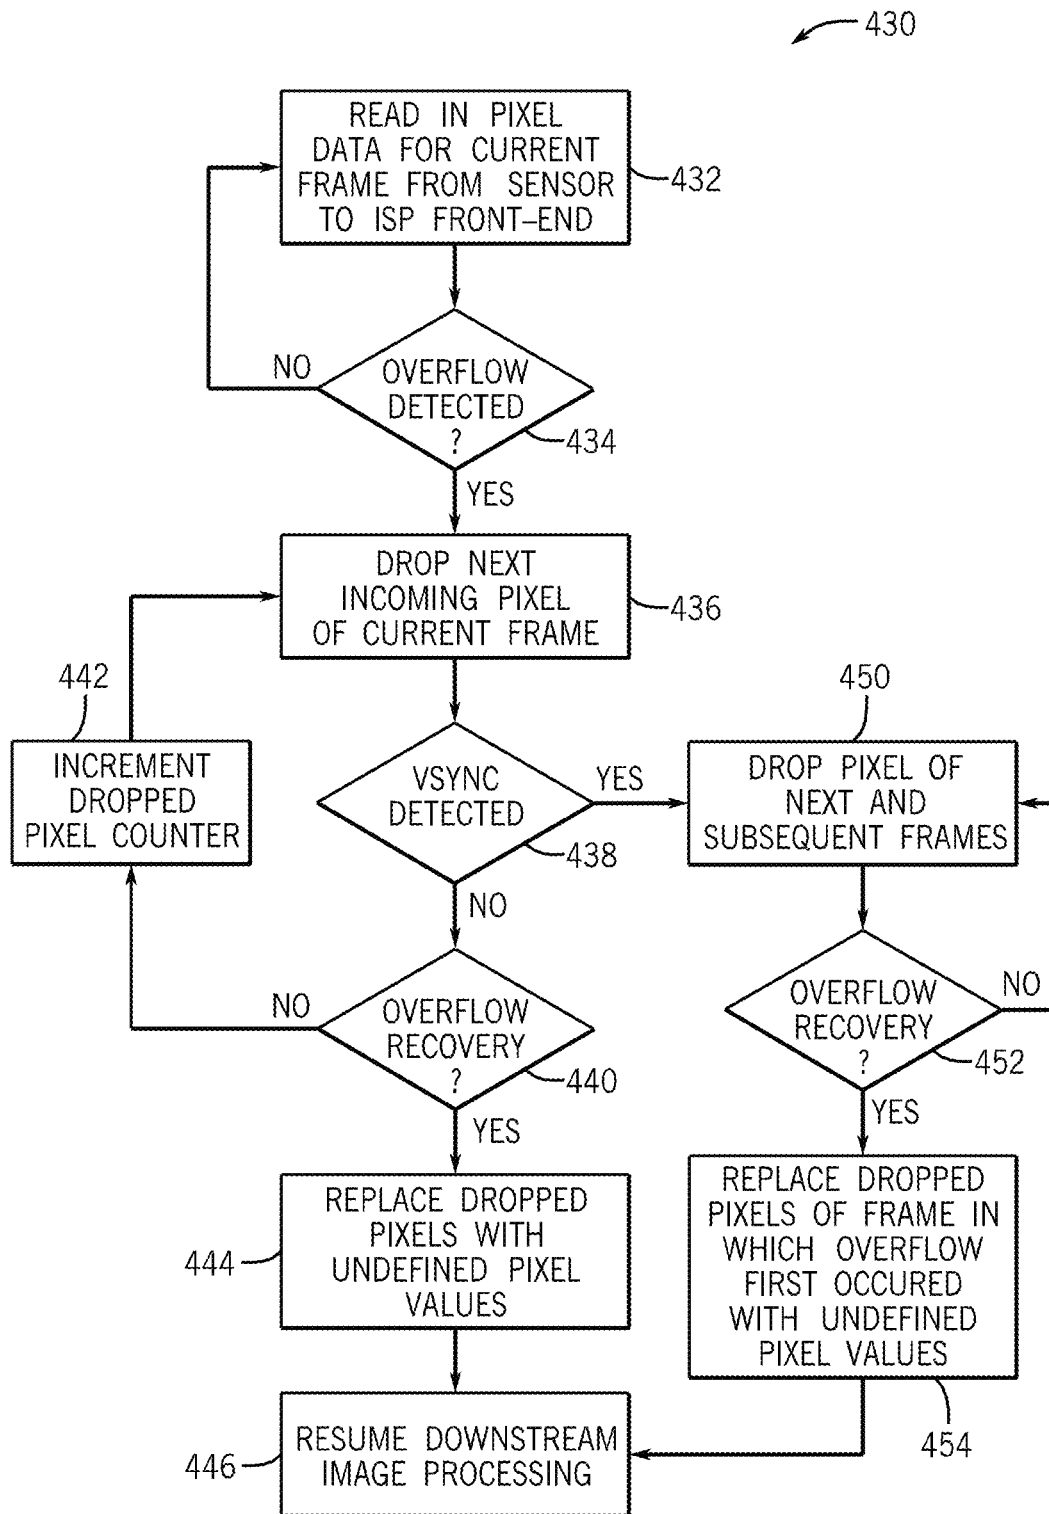 430
READ IN PIXEL
DATA FOR CURRENT
FRAME FROM SENSOR
TO ISP FRONT–END
432
NO
OVERFLOW
DETECTED
?
434
YES
DROP NEXT
INCOMING PIXEL
OF CURRENT FRAME
436
442
INCREMENT
DROPPED
PIXEL COUNTER
VSYNC
DETECTED
438
YES
450
DROP PIXEL OF
NEXT AND
SUBSEQUENT FRAMES
NO
NO
OVERFLOW
RECOVERY
?
440
OVERFLOW
RECOVERY
?
NO
452
YES
YES
REPLACE DROPPED
PIXELS WITH
UNDEFINED PIXEL
VALUES
444
REPLACE DROPPED
PIXELS OF FRAME IN
WHICH OVERFLOW
FIRST OCCURED
WITH UNDEFINED
PIXEL VALUES
454
RESUME DOWNSTREAM
IMAGE PROCESSING
446